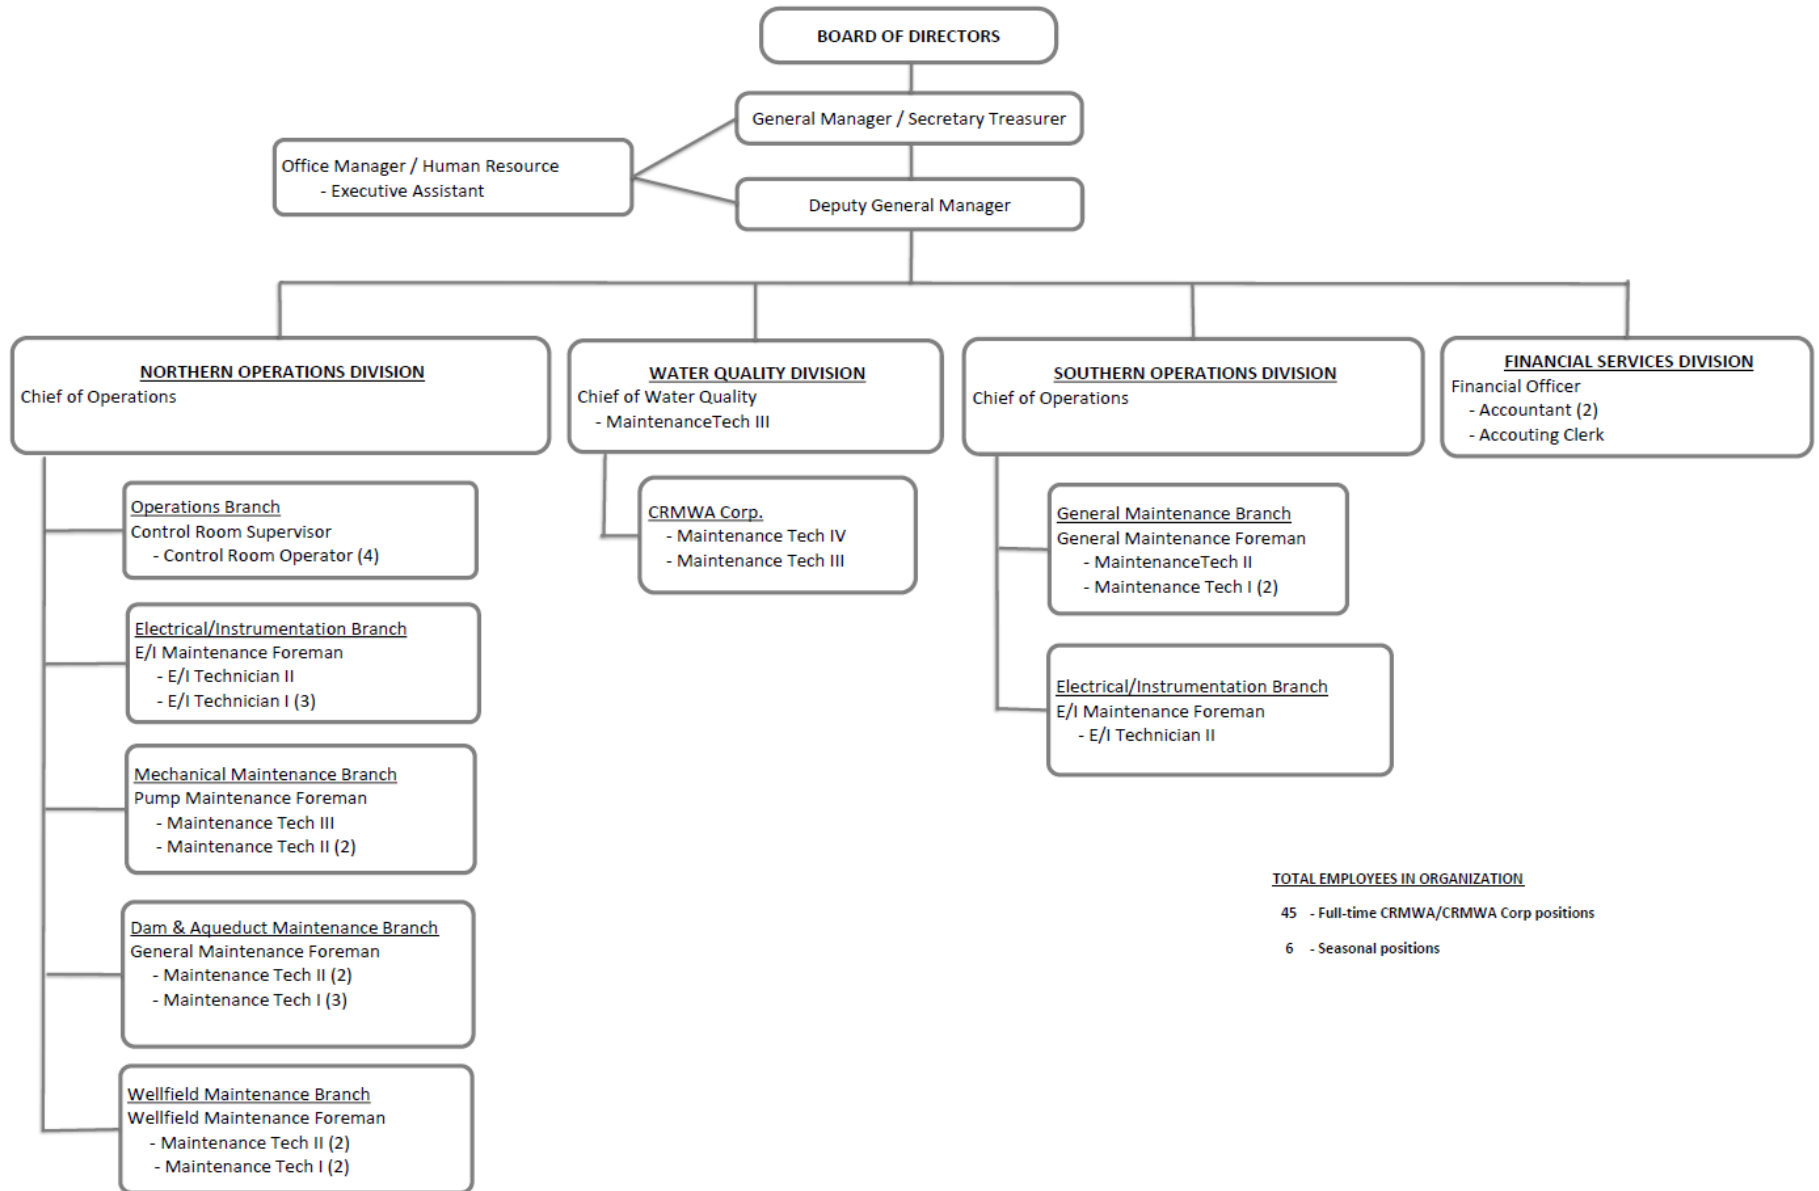 BOARD OF DIRECTORS
General Manager / Secretary Treasurer
Office Manager / Human Resource
- Executive Assistant
Deputy General Manager
NORTHERN OPERATIONS DIVISION
Chief of Operations
Operations Branch
Control Room Supervisor
- Control Room Operator (4)
Electrical/Instrumentation Branch
E/I Maintenance Foreman
- E/I Technician II
- E/I Technician I (3)
Mechanical Maintenance Branch
Pump Maintenance Foreman
- Maintenance Tech III
- Maintenance Tech II (2)
Dam & Aqueduct Maintenance Branch
General Maintenance Foreman
- Maintenance Tech II (2)
- Maintenance Tech I (3)
Wellfield Maintenance Branch
Wellfield Maintenance Foreman
- Maintenance Tech II (2)
- Maintenance Tech I (2)
WATER QUALITY DIVISION
Chief of Water Quality
- MaintenanceTech III
CRMWA Corp.
- Maintenance Tech IV
- Maintenance Tech III
SOUTHERN OPERATIONS DIVISION
Chief of Operations
General Maintenance Branch
General Maintenance Foreman
- MaintenanceTech II
- Maintenance Tech I (2)
Electrical/Instrumentation Branch
E/I Maintenance Foreman
- E/I Technician II
FINANCIAL SERVICES DIVISION
Financial Officer
- Accountant (2)
- Accouting Clerk
TOTAL EMPLOYEES IN ORGANIZATION
45 - Full-time CRMWA/CRMWA Corp positions
6 - Seasonal positions